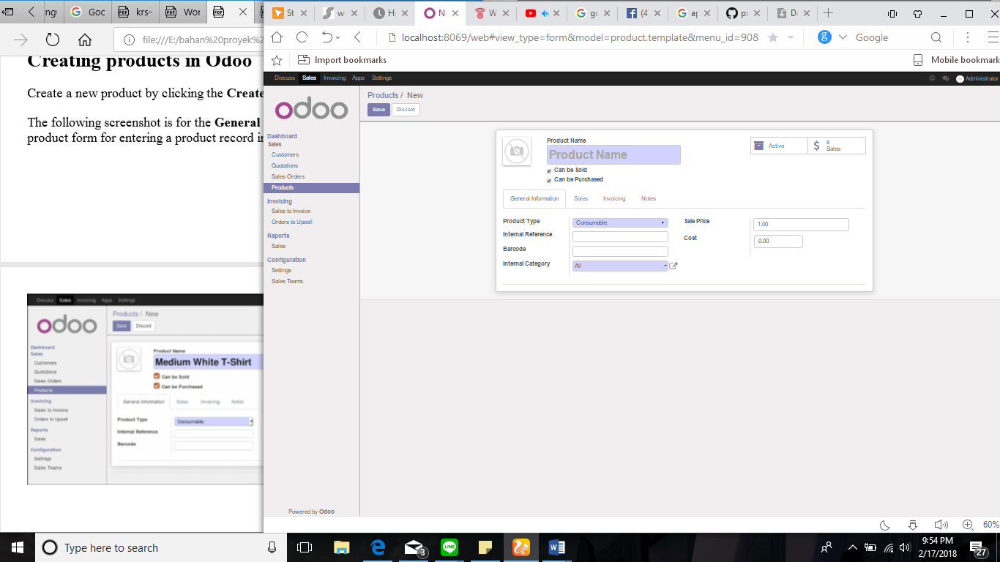 ng
Goc
krs-
Wor
file:///E:/bahan%20proyek%2
Creating products in Odoo
Create a new product by clicking the Create
The following screenshot is for the General
product form for entering a product record in
Discuss Sales Invoicing Apps Settings
odoo
Products / New
Save Discard
Dashboard
Sales
Customers
Quotations
Sales Orders
Products
Invoicing
Sales to Invoice
Orders to Upsell
Reports
Sales
Configuration
Settings
Sales Teams
Product Name
Medium White T-Shirt
Can be Sold
Can be Purchased
General Information Sales Invoicing Notes
Product Type Consumable
Internal Reference
Barcode
St
w
Hi
N
W
(4
localhost:8069/web#view_type=form&model=product.template&menu_id=90&
Google
Import bookmarks
Mobile bookmark
Discuss Sales Invoicing Apps Settings
Administrator
odoo
Dashboard
Sales
Customers
Quotations
Sales Orders
Products
Invoicing
Sales to Invoice
Orders to Upsell
Reports
Sales
Configuration
Settings
Sales Teams
Powered by Odoo
Products / New
Save Discard
Product Name
Product Name
Can be Sold
Can be Purchased
Active
0
$ Sales
General Information Sales Invoicing Notes
Product Type Consumable
Internal Reference
Barcode
Internal Category All
Sale Price 1.00
Cost 0.00
60%
Type here to search
3
LINE
9:54 PM
2/17/2018
27